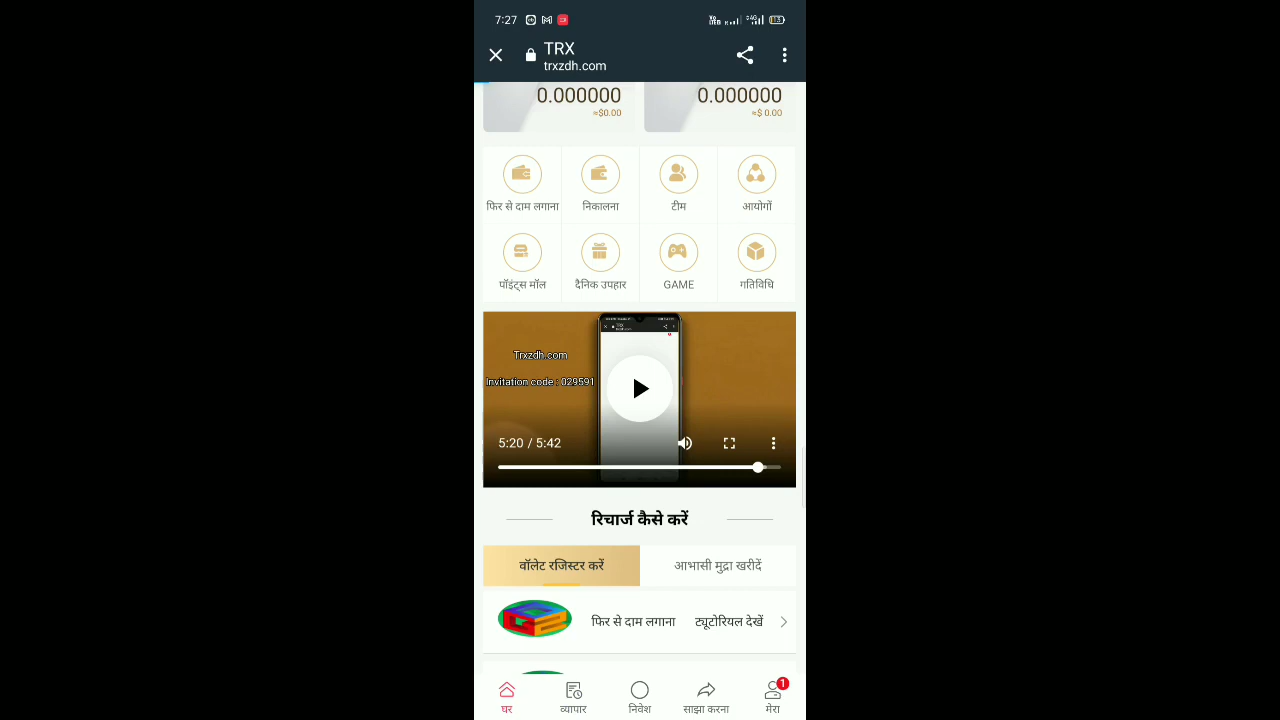 7:27
TRX
trxzdh.com
0.000000 0.000000
≈$0.00 ≈$ 0.00
फिर से दाम लगाना निकालना टीम आयोगों
पॉइंट्स मॉल दैनिक उपहार GAME गतिविधि
Trxzdh.com
Invitation code : 029591
5:20 / 5:42
रिचार्ज कैसे करें
वॉलेट रजिस्टर करें आभासी मुद्रा खरीदें
फिर से दाम लगाना ट्यूटोरियल देखें
1
घर व्यापार निवेश साझा करना मेरा